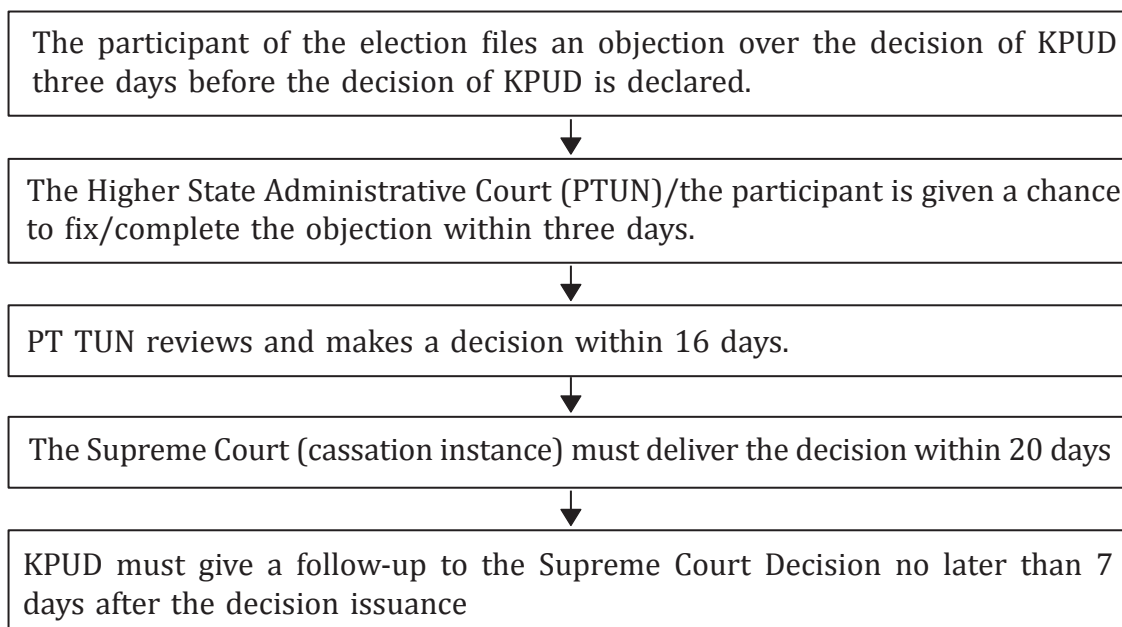 The participant of the election files an objection over the decision of KPUD
three days before the decision of KPUD is declared.
The Higher State Administrative Court (PTUN)/the participant is given a chance
to fix/complete the objection within three days.
PT TUN reviews and makes a decision within 16 days.
The Supreme Court (cassation instance) must deliver the decision within 20 days
KPUD must give a follow-up to the Supreme Court Decision no later than 7
days after the decision issuance